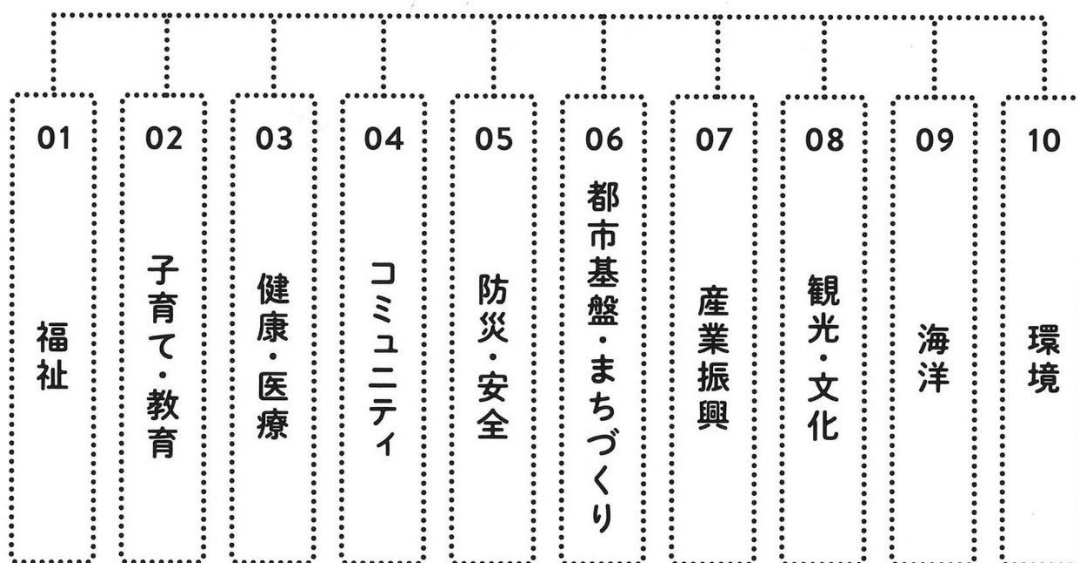 01
福祉
02
子育て・教育
03
健康・医療
04
コミュニティ
05
防災・安全
06
都市基盤・まちづくり
07
産業振興
08
観光・文化
09
海洋
10
環境